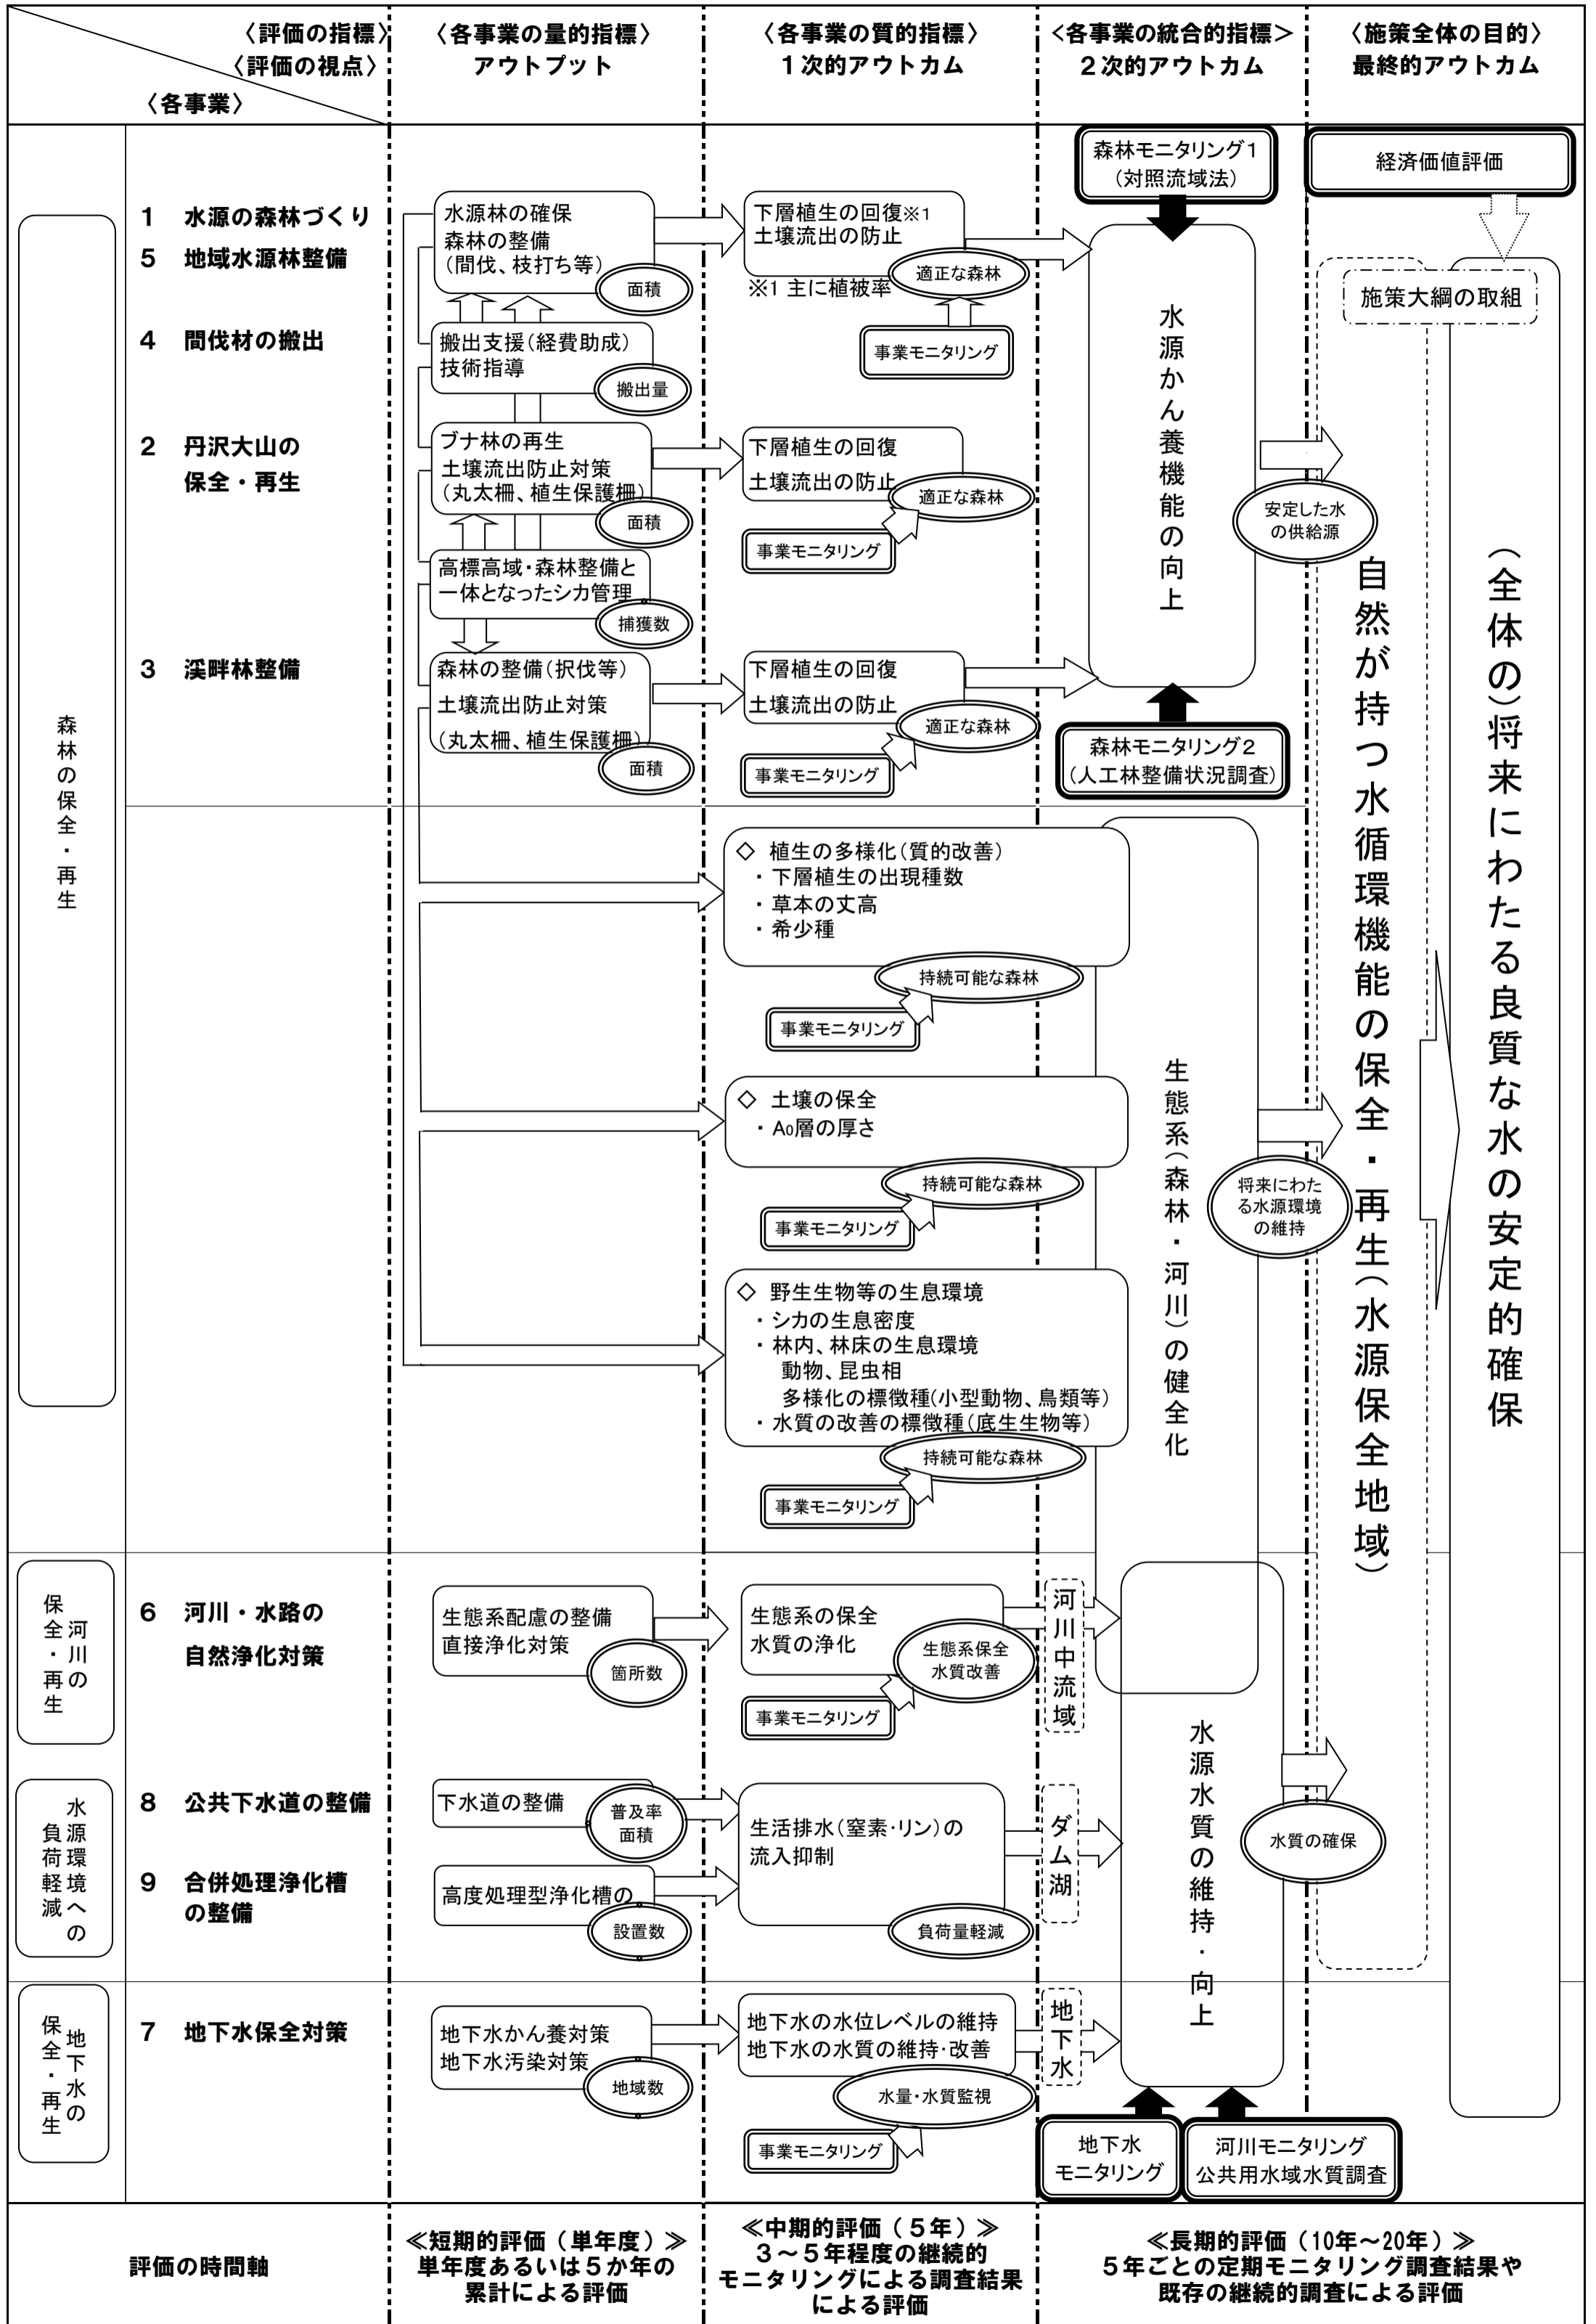 〈評価の指標〉
〈評価の視点〉
〈各事業〉
〈各事業の量的指標〉
アウトプット
〈各事業の質的指標〉
1次的アウトカム
<各事業の統合的指標>
2次的アウトカム
〈施策全体の目的〉
最終的アウトカム
森林の保全・再生
1 水源の森林づくり
5 地域水源林整備
4 間伐材の搬出
2 丹沢大山の
保全・再生
3 渓畔林整備
水源林の確保
森林の整備
(間伐、枝打ち等)
面積
搬出支援(経費助成)
技術指導
搬出量
ブナ林の再生
土壌流出防止対策
(丸太柵、植生保護柵)
面積
高標高域・森林整備と
一体となったシカ管理
捕獲数
森林の整備(択伐等)
土壌流出防止対策
(丸太柵、植生保護柵)
面積
下層植生の回復※1
土壌流出の防止
適正な森林
※1 主に植被率
事業モニタリング
下層植生の回復
土壌流出の防止
適正な森林
事業モニタリング
下層植生の回復
土壌流出の防止
適正な森林
事業モニタリング
◇ 植生の多様化(質的改善)
・下層植生の出現種数
・草本の丈高
・希少種
持続可能な森林
事業モニタリング
◇ 土壌の保全
・A0層の厚さ
持続可能な森林
事業モニタリング
◇ 野生生物等の生息環境
・シカの生息密度
・林内、林床の生息環境
動物、昆虫相
多様化の標徴種(小型動物、鳥類等)
・水質の改善の標徴種(底生生物等)
持続可能な森林
事業モニタリング
森林モニタリング1
(対照流域法)
水源かん養機能の向上
安定した水
の供給源
森林モニタリング2
(人工林整備状況調査)
生態系(森林・河川)の健全化
将来にわた
る水源環境
の維持
経済価値評価
施策大綱の取組
自然が持つ水循環機能の保全・再生(水源保全地域)
(全体の)将来にわたる良質な水の安定的確保
河川の
保全・再生
6 河川・水路の
自然浄化対策
生態系配慮の整備
直接浄化対策
箇所数
生態系の保全
水質の浄化
生態系保全
水質改善
事業モニタリング
河川中流域
水源環境への
負荷軽減
8 公共下水道の整備
9 合併処理浄化槽
の整備
下水道の整備
普及率
面積
高度処理型浄化槽の
設置数
生活排水(窒素・リン)の
流入抑制
負荷量軽減
ダム湖
水源水質の維持・向上
水質の確保
地下水の
保全・再生
7 地下水保全対策
地下水かん養対策
地下水汚染対策
地域数
地下水の水位レベルの維持
地下水の水質の維持・改善
水量・水質監視
事業モニタリング
地下水
地下水
モニタリング
河川モニタリング
公共用水域水質調査
評価の時間軸
≪短期的評価(単年度)≫
単年度あるいは5か年の
累計による評価
≪中期的評価(5年)≫
3~5年程度の継続的
モニタリングによる調査結果
による評価
≪長期的評価(10年~20年)≫
5年ごとの定期モニタリング調査結果や
既存の継続的調査による評価